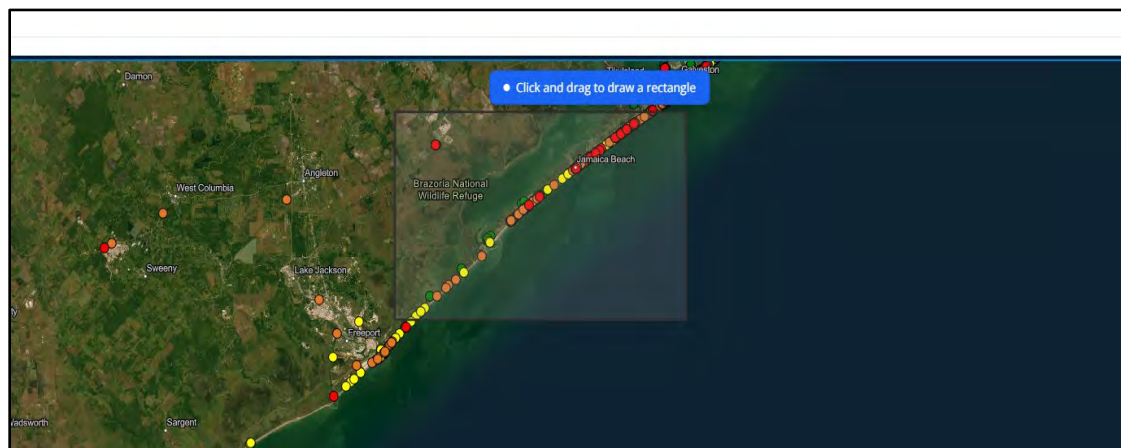 Damon
Galveston
Click and drag to draw a rectangle
Jamaica Beach
Angleton
West Columbia
Brazoria National
Wildlife Refuge
Sweeny
Lake Jackson
Freeport
Sargent